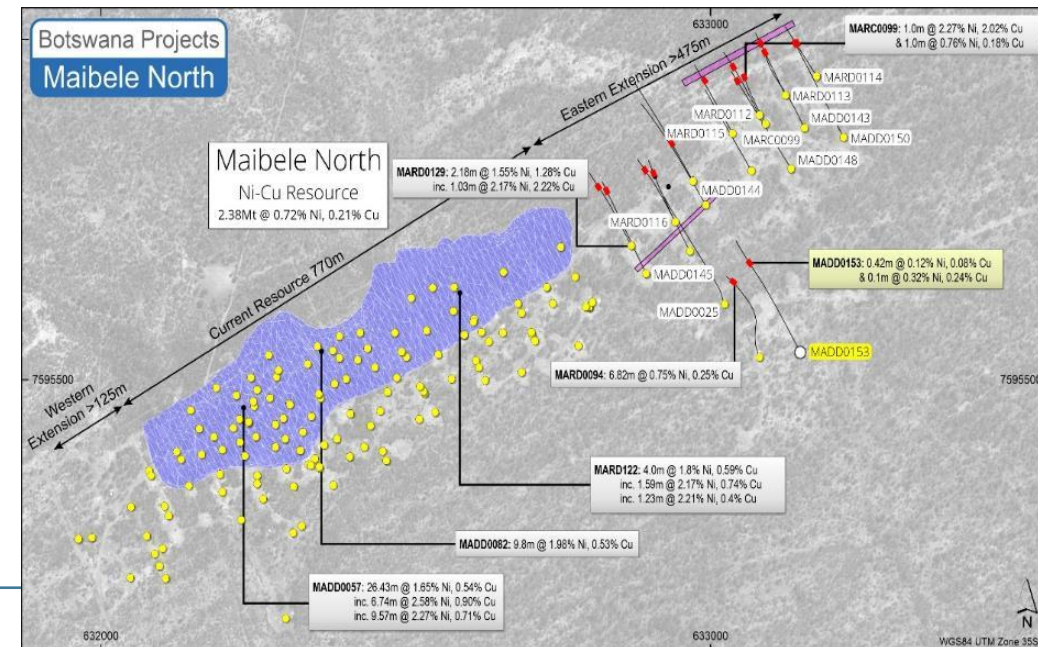 Botswana Projects
Maibele North
633000
MARC0099: 1.0m @ 2.27% Ni, 2.02% Cu
& 1.0m @ 0.76% Ni, 0.18% Cu
Eastern Extension >475m
MARD0114
MARD0113
MARD0112
MADD0143
MARD0115
MARC0099
MADD0150
MADD0148
Maibele North
Ni-Cu Resource
2.38Mt @ 0.72% Ni, 0.21% Cu
MARD0129: 2.18m @ 1.55% Ni, 1.28% Cu
inc. 1.03m @ 2.17% Ni, 2.22% Cu
MADD0144
MARD0116
MADD0145
MADD0153: 0.42m @ 0.12% Ni, 0.08% Cu
& 0.1m @ 0.32% Ni, 0.24% Cu
Current Resource 770m
MADD0025
MADD0153
MARD0094: 6.82m @ 0.75% Ni, 0.25% Cu
7595500
7595500
Western
Extension >125m
MARD122: 4.0m @ 1.8% Ni, 0.59% Cu
inc. 1.59m @ 2.17% Ni, 0.74% Cu
inc. 1.23m @ 2.21% Ni, 0.4% Cu
MADD0082: 9.8m @ 1.98% Ni, 0.53% Cu
MADD0057: 26.43m @ 1.65% Ni, 0.54% Cu
inc. 6.74m @ 2.58% Ni, 0.90% Cu
inc. 9.57m @ 2.27% Ni, 0.71% Cu
632000
633000
N
WGS84 UTM Zone 35S